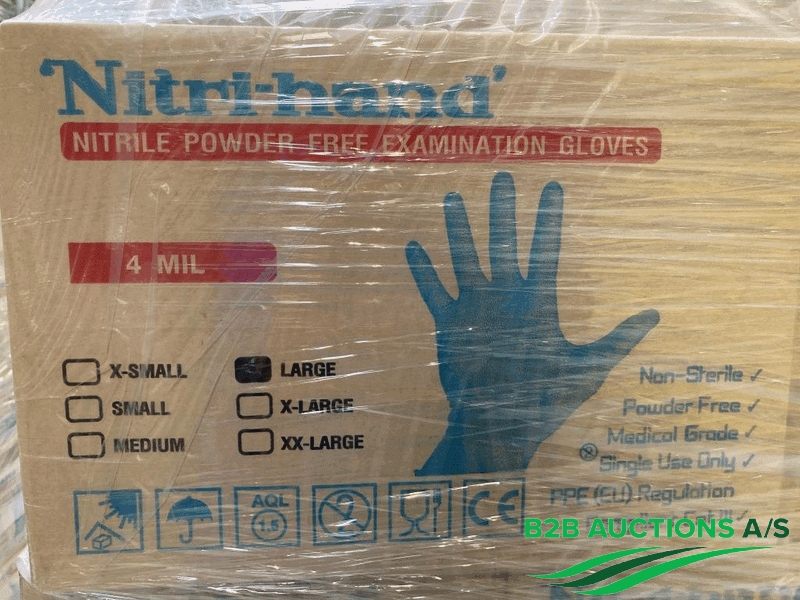 Nitri-hand
NITRILE POWDER FREE EXAMINATION GLOVES
4 MIL
X-SMALL
SMALL
MEDIUM
LARGE
X-LARGE
XX-LARGE
Non-Sterile ✓
Powder Free ✓
Medical Grade ✓
Single Use Only ✓
PPE (EU) Regulation
AQL
1.5
CE
B2B AUCTIONS A/S